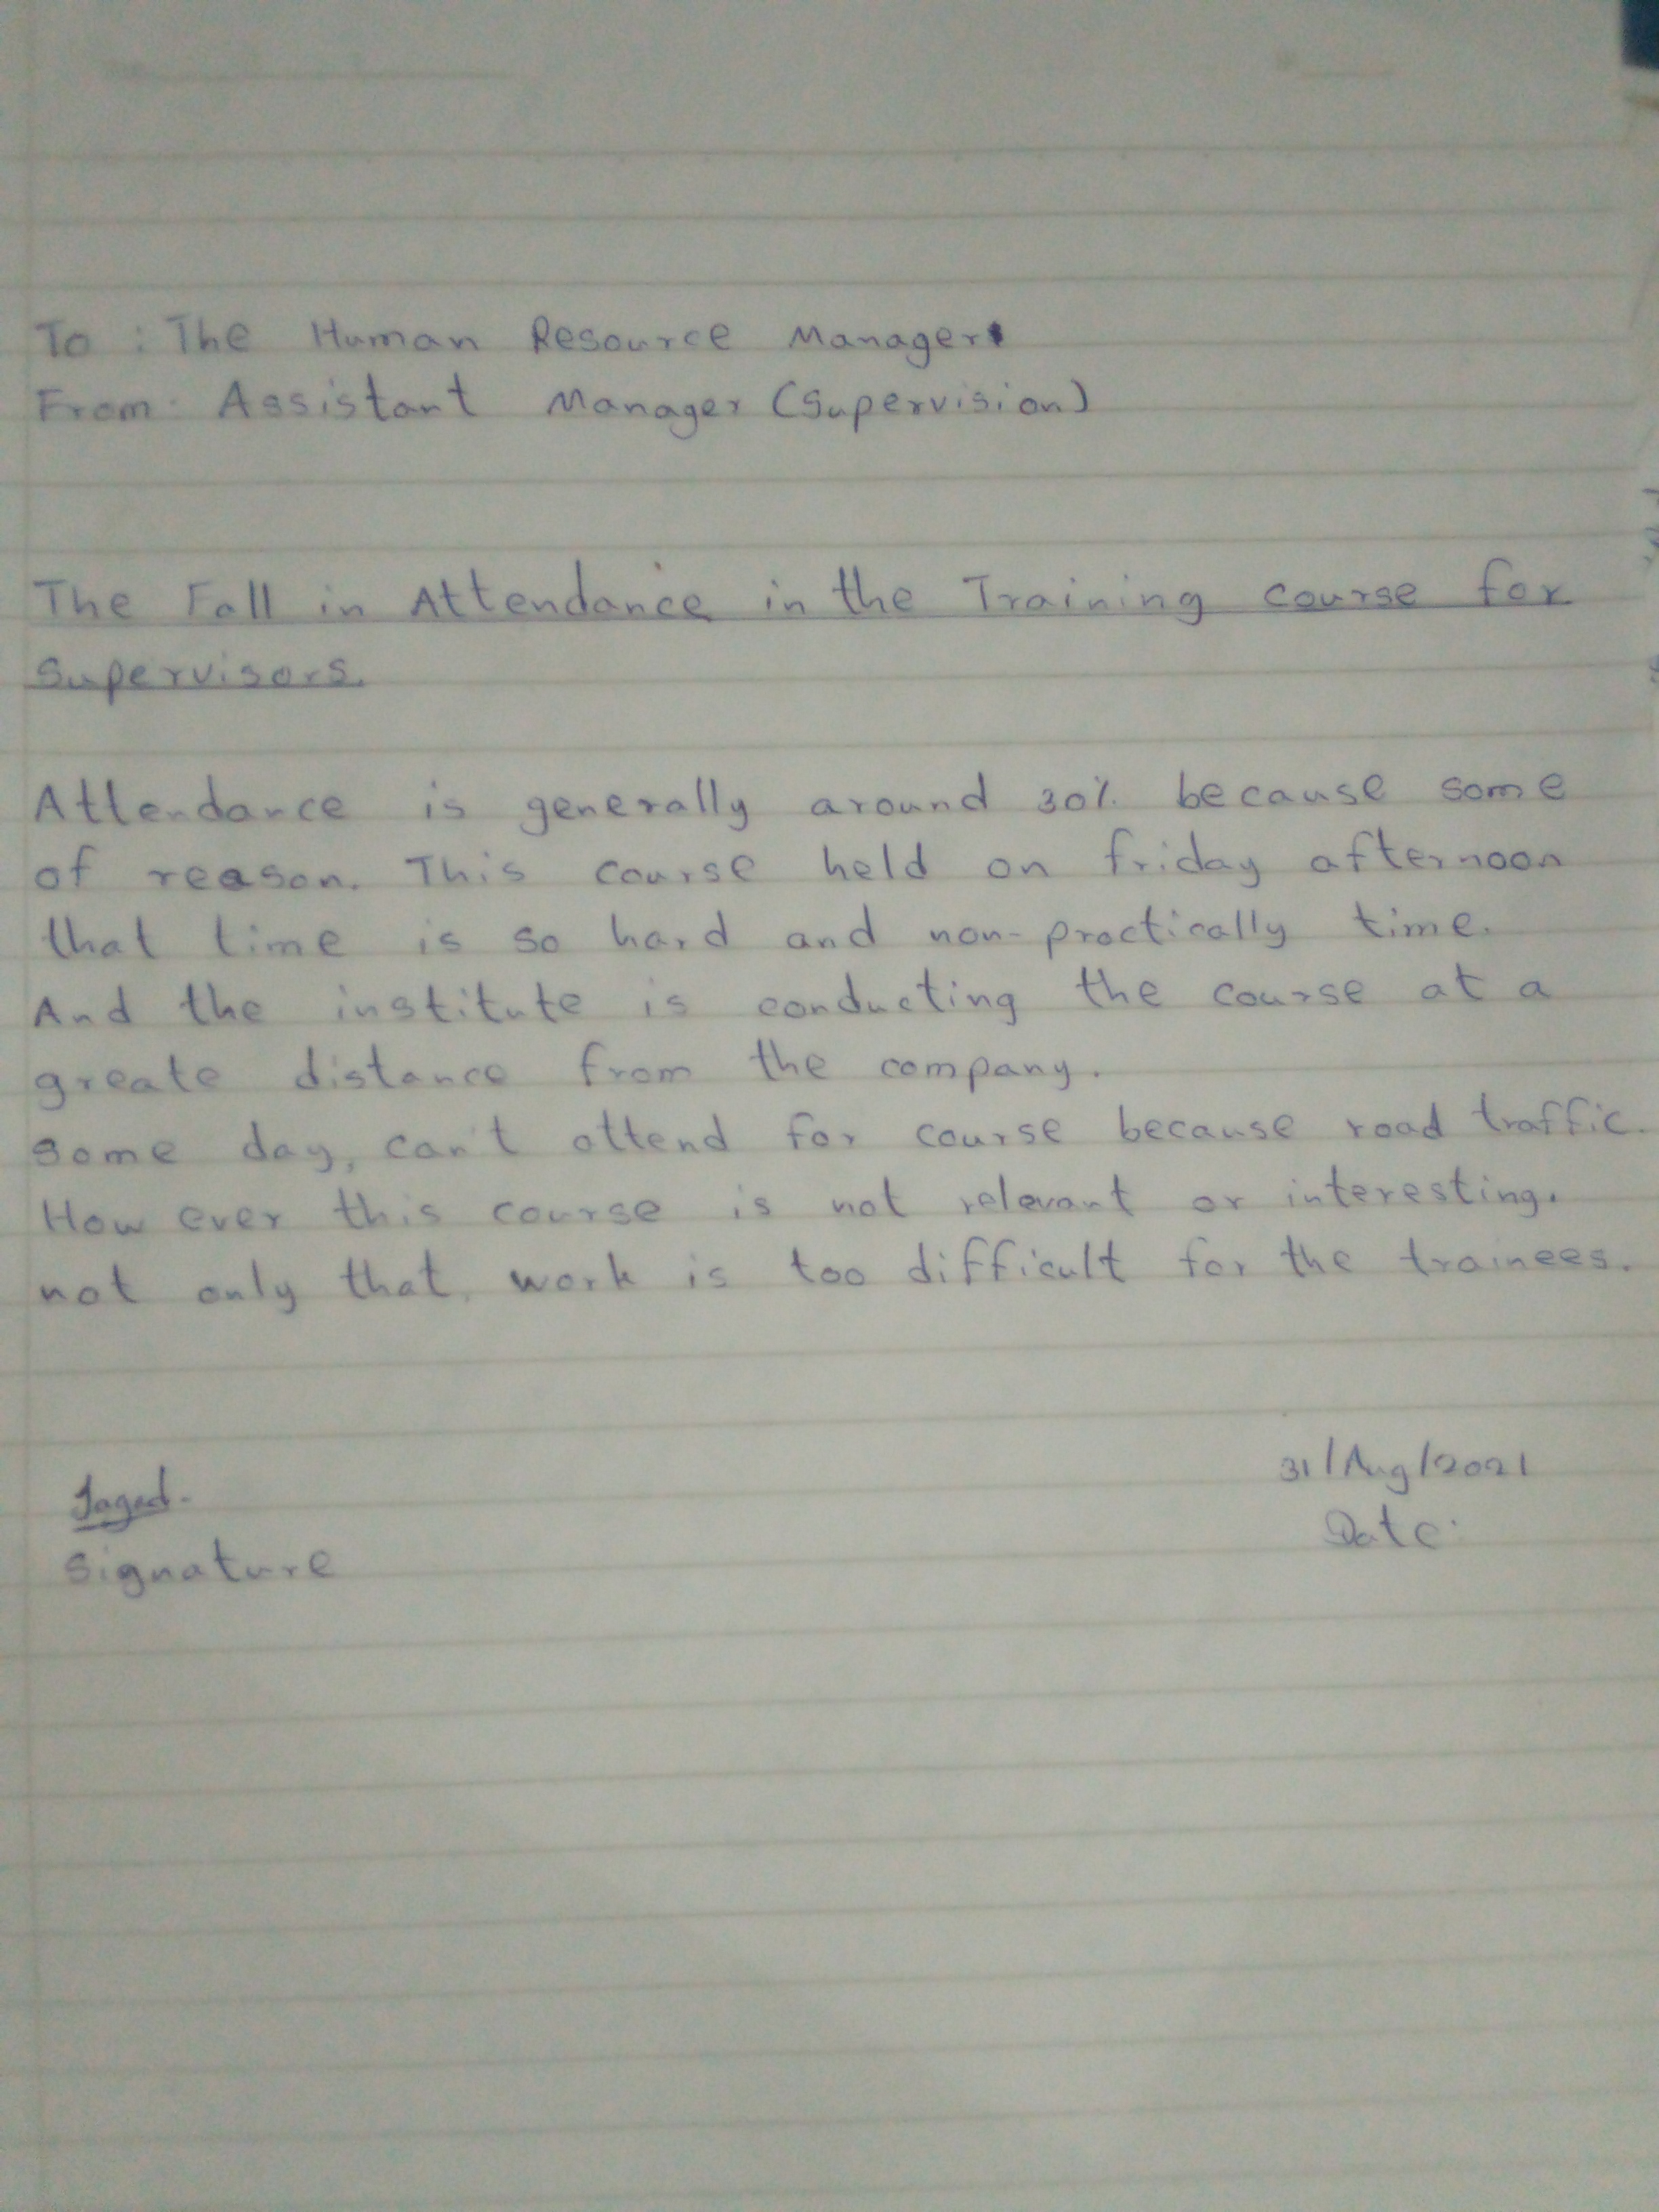 To : The Human Resource Manager
From : Assistant Manager (Supervision)
The Fall in Attendance in the Training course for
Supervisors.
Attendance is generally around 30% because some
of reason. This course held on friday afternoon
that time is so hard and non-practically time.
And the institute is conducting the course at a
greate distance from the company.
Some day, can't attend for course because road traffic.
How ever this course is not relevant or interesting.
not only that, work is too difficult for the trainees.
31/Aug/2021
Date
Signature